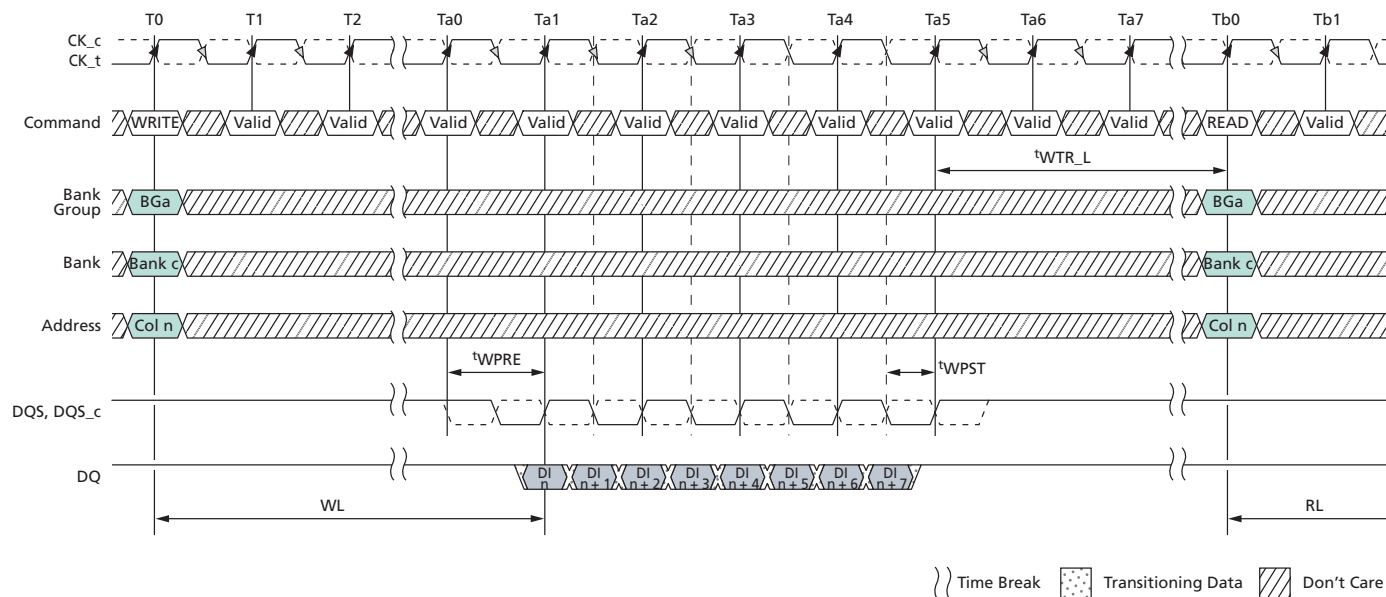 T0 T1 T2 Ta0 Ta1 Ta2 Ta3 Ta4 Ta5 Ta6 Ta7 Tb0 Tb1
CK_c
CK_t
Command WRITE Valid Valid Valid Valid Valid Valid Valid Valid Valid Valid READ Valid
tWTR_L
Bank
Group BGa BGa
Bank Bank c Bank c
Address Col n Col n
tWPRE tWPST
DQS, DQS_c
DQ DI n DI n + 1 DI n + 2 DI n + 3 DI n + 4 DI n + 5 DI n + 6 DI n + 7
WL RL
Time Break Transitioning Data Don't Care